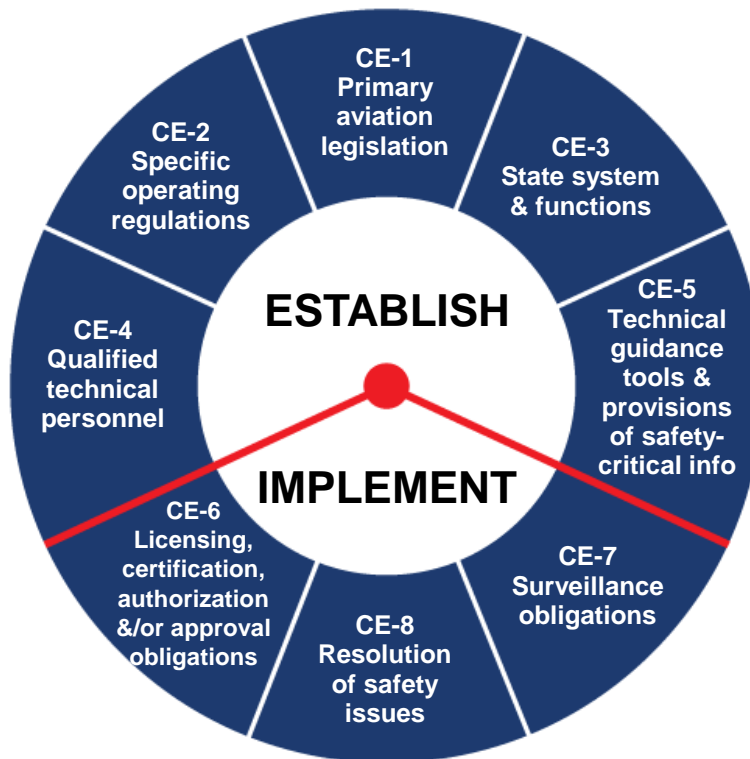 CE-1
Primary
aviation
legislation
CE-2
Specific
operating
regulations
CE-3
State system
& functions
CE-4
Qualified
technical
personnel
ESTABLISH
CE-5
Technical
guidance
tools &
provisions
of safety-
critical info
IMPLEMENT
CE-6
Licensing,
certification,
authorization
&/or approval
obligations
CE-7
Surveillance
obligations
CE-8
Resolution
of safety
issues